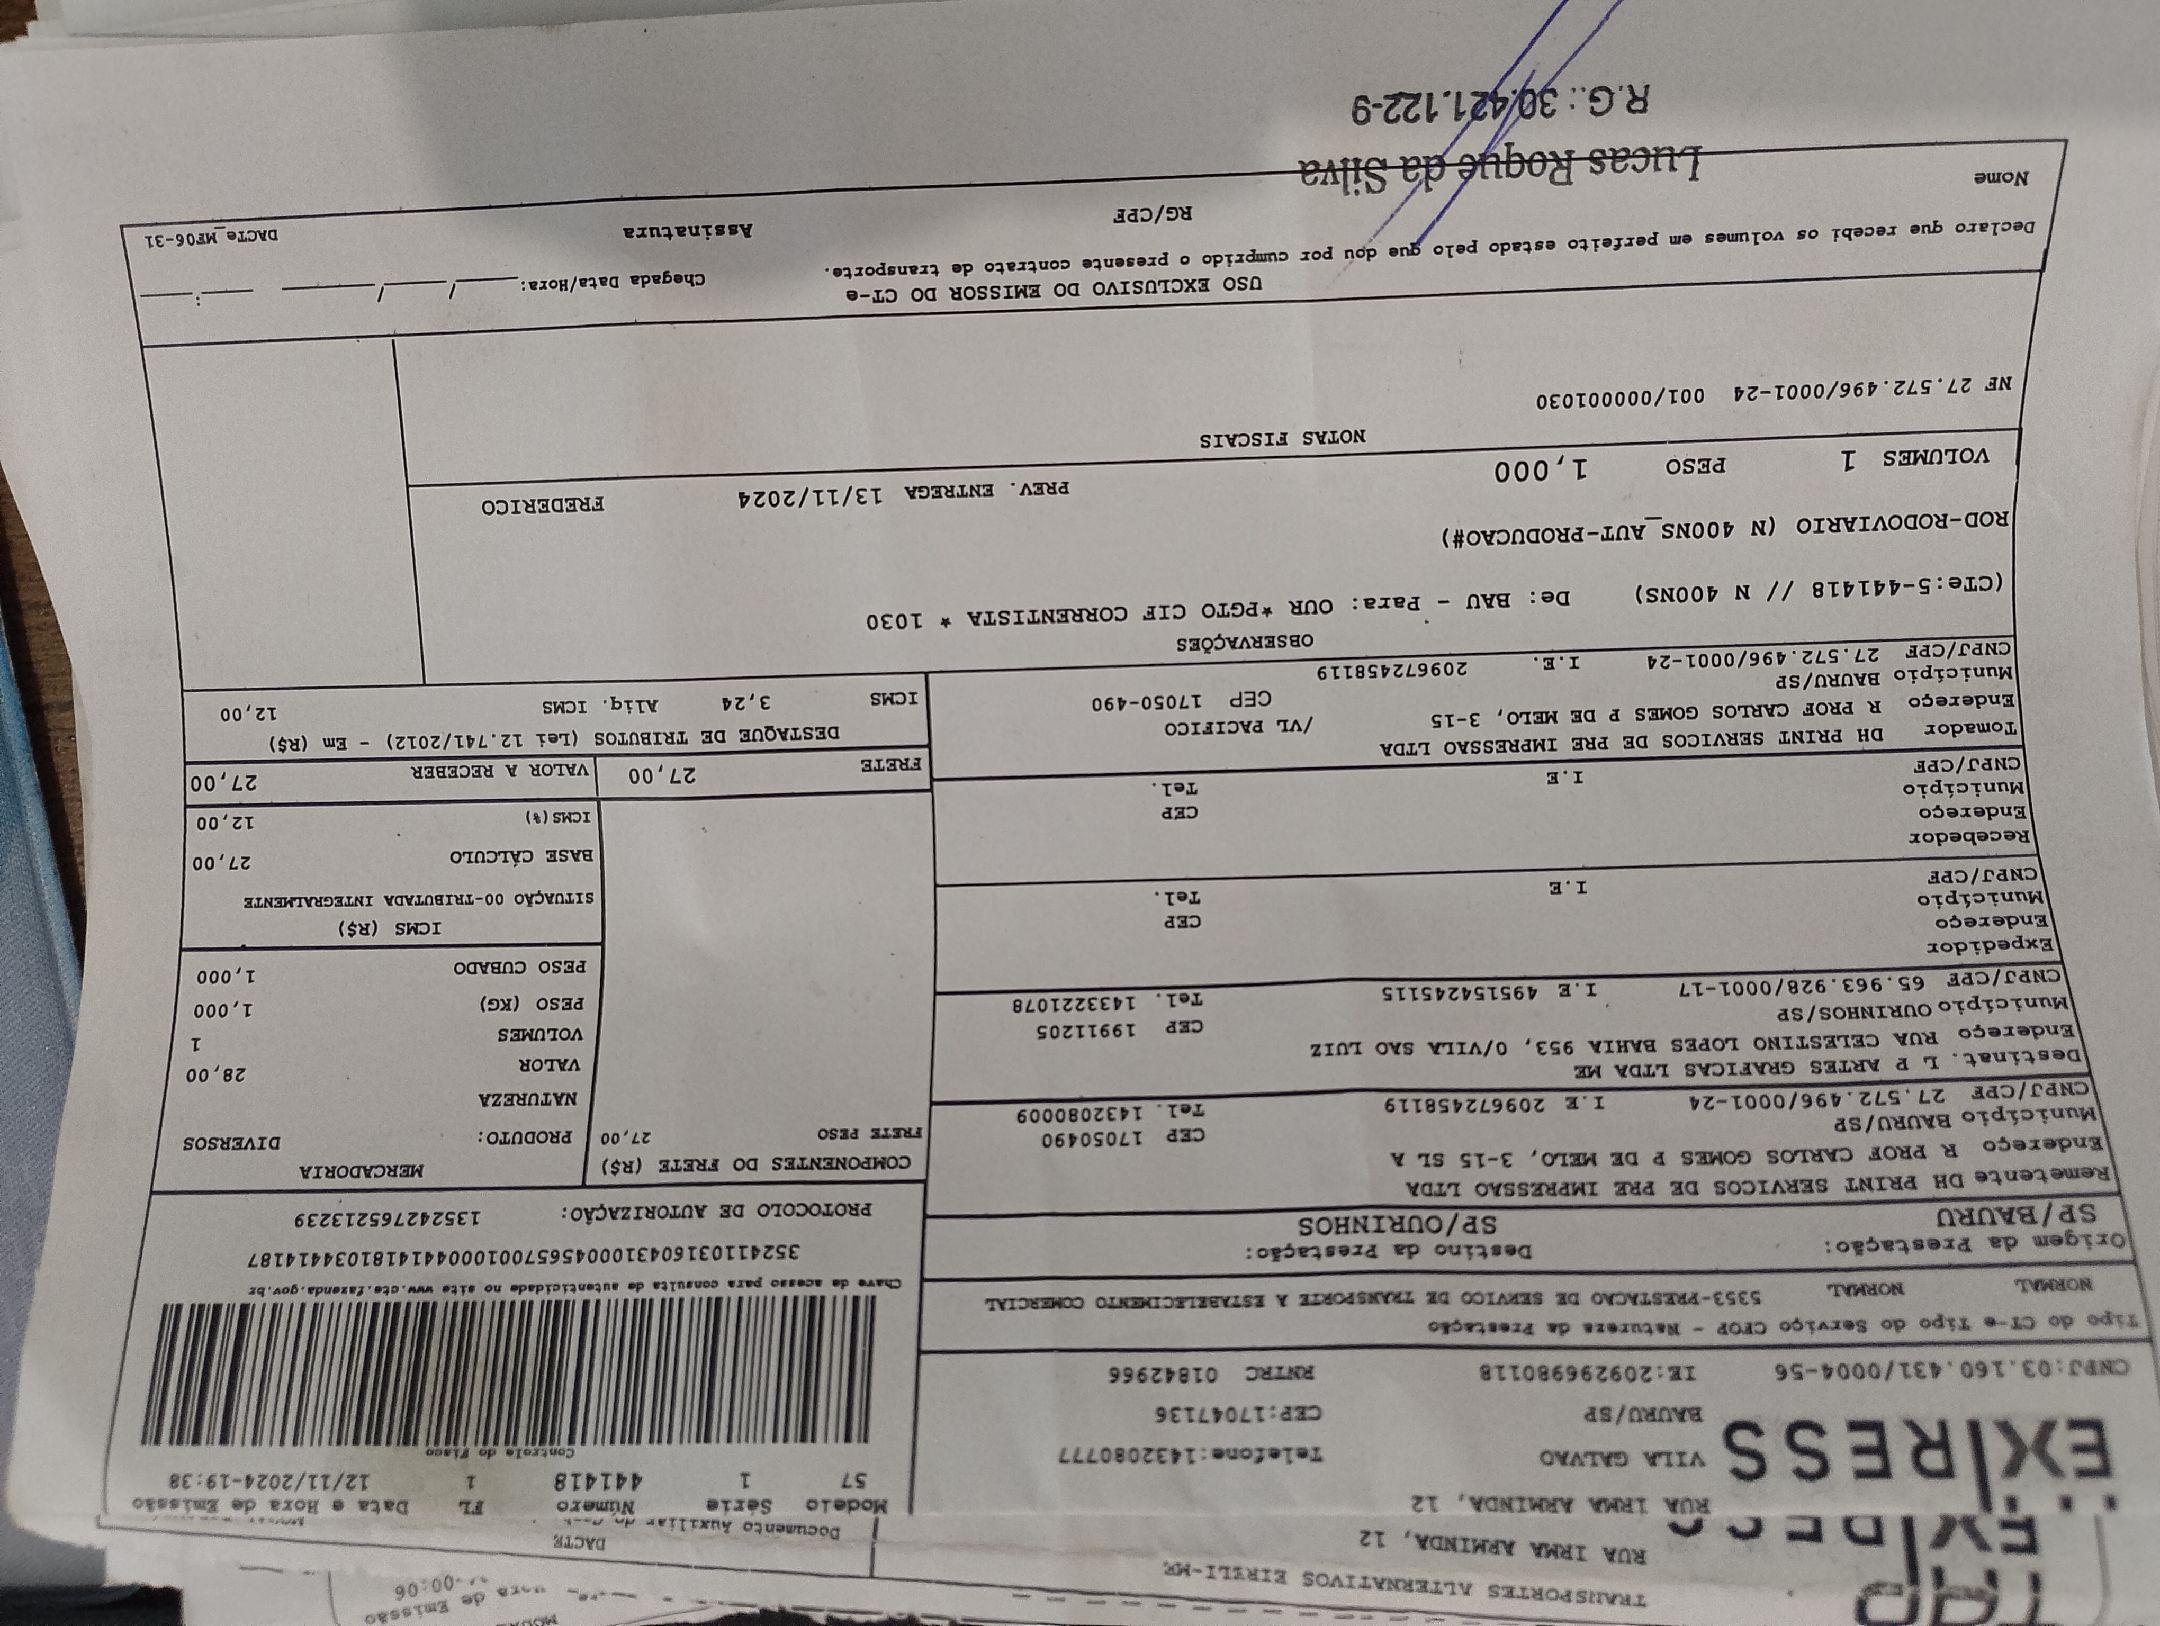 TRANSPORTES ALTERNATIVOS EIRELI-ME
RUA IRMA ARMINDA, 12
DACTE
Documento Auxiliar do
de Emissão
:00:06
EXPRESS
RUA IRMA ARMINDA, 12
VILA GALVAO
Telefone:1432080777
BAURU/SP
CEP:17047136
CNPJ:03.160.431/0004-56
IE:209296980118
RNTRC 01842966
Modelo Série Número FL Data e Hora de Emissão
57 1 441418 1 12/11/2024-19:38
Controle do Fisco
Tipo do CT-e Tipo do Serviço CFOP - Natureza da Prestação
NORMAL NORMAL 5353-PRESTACAO DE SERVICO DE TRANSPORTE A ESTABELECIMENTO COMERCIAL
Chave de acesso para consulta de autenticidade no site www.cte.fazenda.gov.br
35241103160431000456570010004414181034414187
Origem da Prestação: Destino da Prestação:
SP/BAURU SP/OURINHOS
PROTOCOLO DE AUTORIZAÇÃO: 135242765213239
Remetente DH PRINT SERVICOS DE PRE IMPRESSAO LTDA
Endereço R PROF CARLOS GOMES P DE MELO, 3-15 SL A
Município BAURU/SP CEP 17050490
CNPJ/CPF 27.572.496/0001-24 I.E 209672458119 Tel. 1432080009
Destinat. L P ARTES GRAFICAS LTDA ME
Endereço RUA CELESTINO LOPES BAHIA 953, 0/VILA SAO LUIZ
Município OURINHOS/SP CEP 19911205
CNPJ/CPF 65.963.928/0001-17 I.E 495154245115 Tel. 1433221078
Expedidor
Endereço CEP
Município Tel.
CNPJ/CPF I.E
Recebedor
Endereço CEP
Município Tel.
CNPJ/CPF I.E
Tomador DH PRINT SERVICOS DE PRE IMPRESSAO LTDA
Endereço R PROF CARLOS GOMES P DE MELO, 3-15 /VL PACIFICO
Município BAURU/SP CEP 17050-490
CNPJ/CPF 27.572.496/0001-24 I.E. 209672458119
COMPONENTES DO FRETE (R$)
FRETE PESO 27,00
MERCADORIA
PRODUTO: DIVERSOS
NATUREZA
VALOR 28,00
VOLUMES 1
PESO (KG) 1,000
PESO CUBADO 1,000
ICMS (R$)
SITUAÇÃO 00-TRIBUTADA INTEGRALMENTE
BASE CÁLCULO 27,00
ICMS(%) 12,00
FRETE 27,00 VALOR A RECEBER 27,00
DESTAQUE DE TRIBUTOS (Lei 12.741/2012) - Em (R$)
ICMS 3,24 Aliq. ICMS 12,00
OBSERVAÇÕES
(CTe:5-441418 // N 400NS) De: BAU - Para: OUR *PGTO CIF CORRENTISTA * 1030
ROD-RODOVIARIO (N 400NS_AUT-PRODUCAO#)
PREV. ENTREGA 13/11/2024 FREDERICO
VOLUMES 1 PESO 1,000
NOTAS FISCAIS
NF 27.572.496/0001-24 001/000001030
USO EXCLUSIVO DO EMISSOR DO CT-e
Declaro que recebi os volumes em perfeito estado pelo que dou por cumprido o presente contrato de transporte.
Chegada Data/Hora: ____/____/______ ____:____
Nome RG/CPF Assinatura DACTe_MF06-31
Lucas Roque da Silva
R.G.: 30.421.122-9